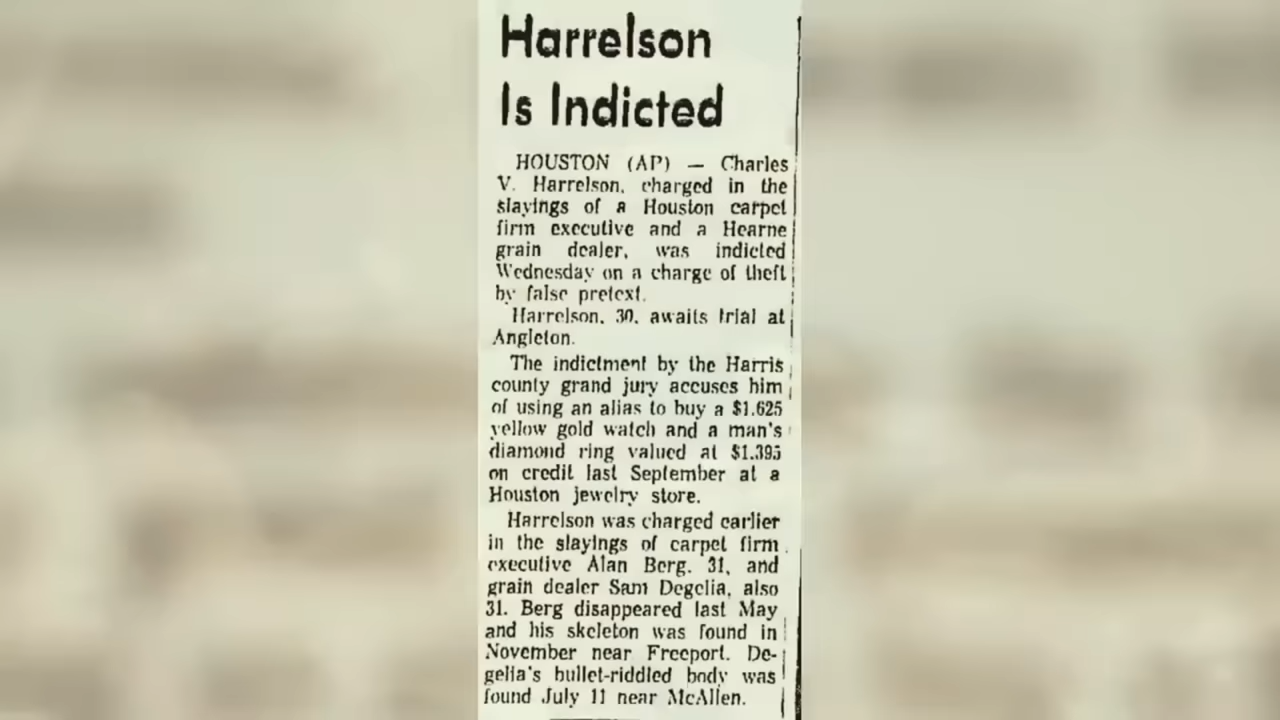 Harrelson
Is Indicted
HOUSTON (AP) — Charles
V. Harrelson, charged in the
slayings of a Houston carpet
firm executive and a Hearne
grain dealer, was indicted
Wednesday on a charge of theft
by false pretext.
Harrelson, 30, awaits trial at
Angleton.
The indictment by the Harris
county grand jury accuses him
of using an alias to buy a $1.625
yellow gold watch and a man's
diamond ring valued at $1.395
on credit last September at a
Houston jewelry store.
Harrelson was charged earlier
in the slayings of carpet firm
executive Alan Berg. 31, and
grain dealer Sam Degelia, also
31. Berg disappeared last May
and his skeleton was found in
November near Freeport. De-
gelia's bullet-riddled body was
found July 11 near McAllen.